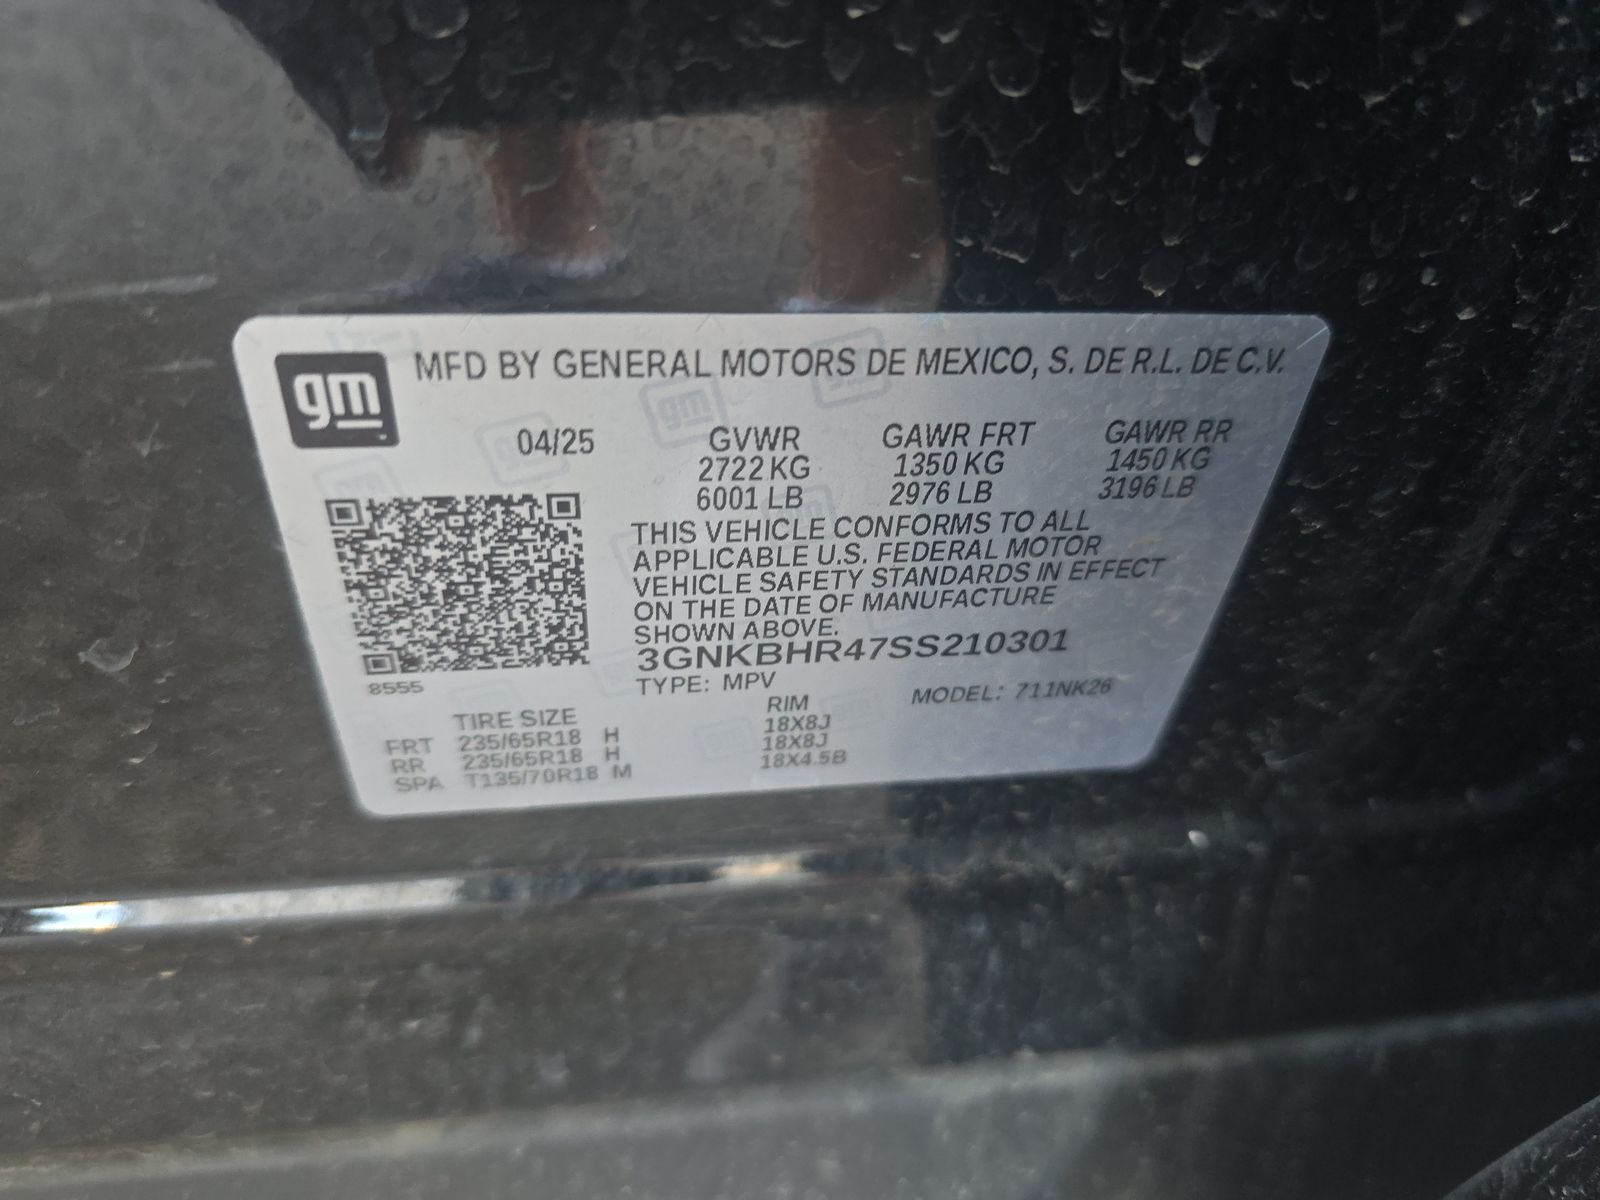 gm
MFD BY GENERAL MOTORS DE MEXICO, S. DE R.L. DE C.V.
04/25 GVWR GAWR FRT GAWR RR
2722 KG 1350 KG 1450 KG
6001 LB 2976 LB 3196 LB
THIS VEHICLE CONFORMS TO ALL
APPLICABLE U.S. FEDERAL MOTOR
VEHICLE SAFETY STANDARDS IN EFFECT
ON THE DATE OF MANUFACTURE
SHOWN ABOVE.
3GNKBHR47SS210301
8555
TYPE: MPV MODEL: 711NK26
TIRE SIZE RIM
FRT 235/65R18 H 18X8J
RR 235/65R18 H 18X8J
SPA T135/70R18 M 18X4.5B